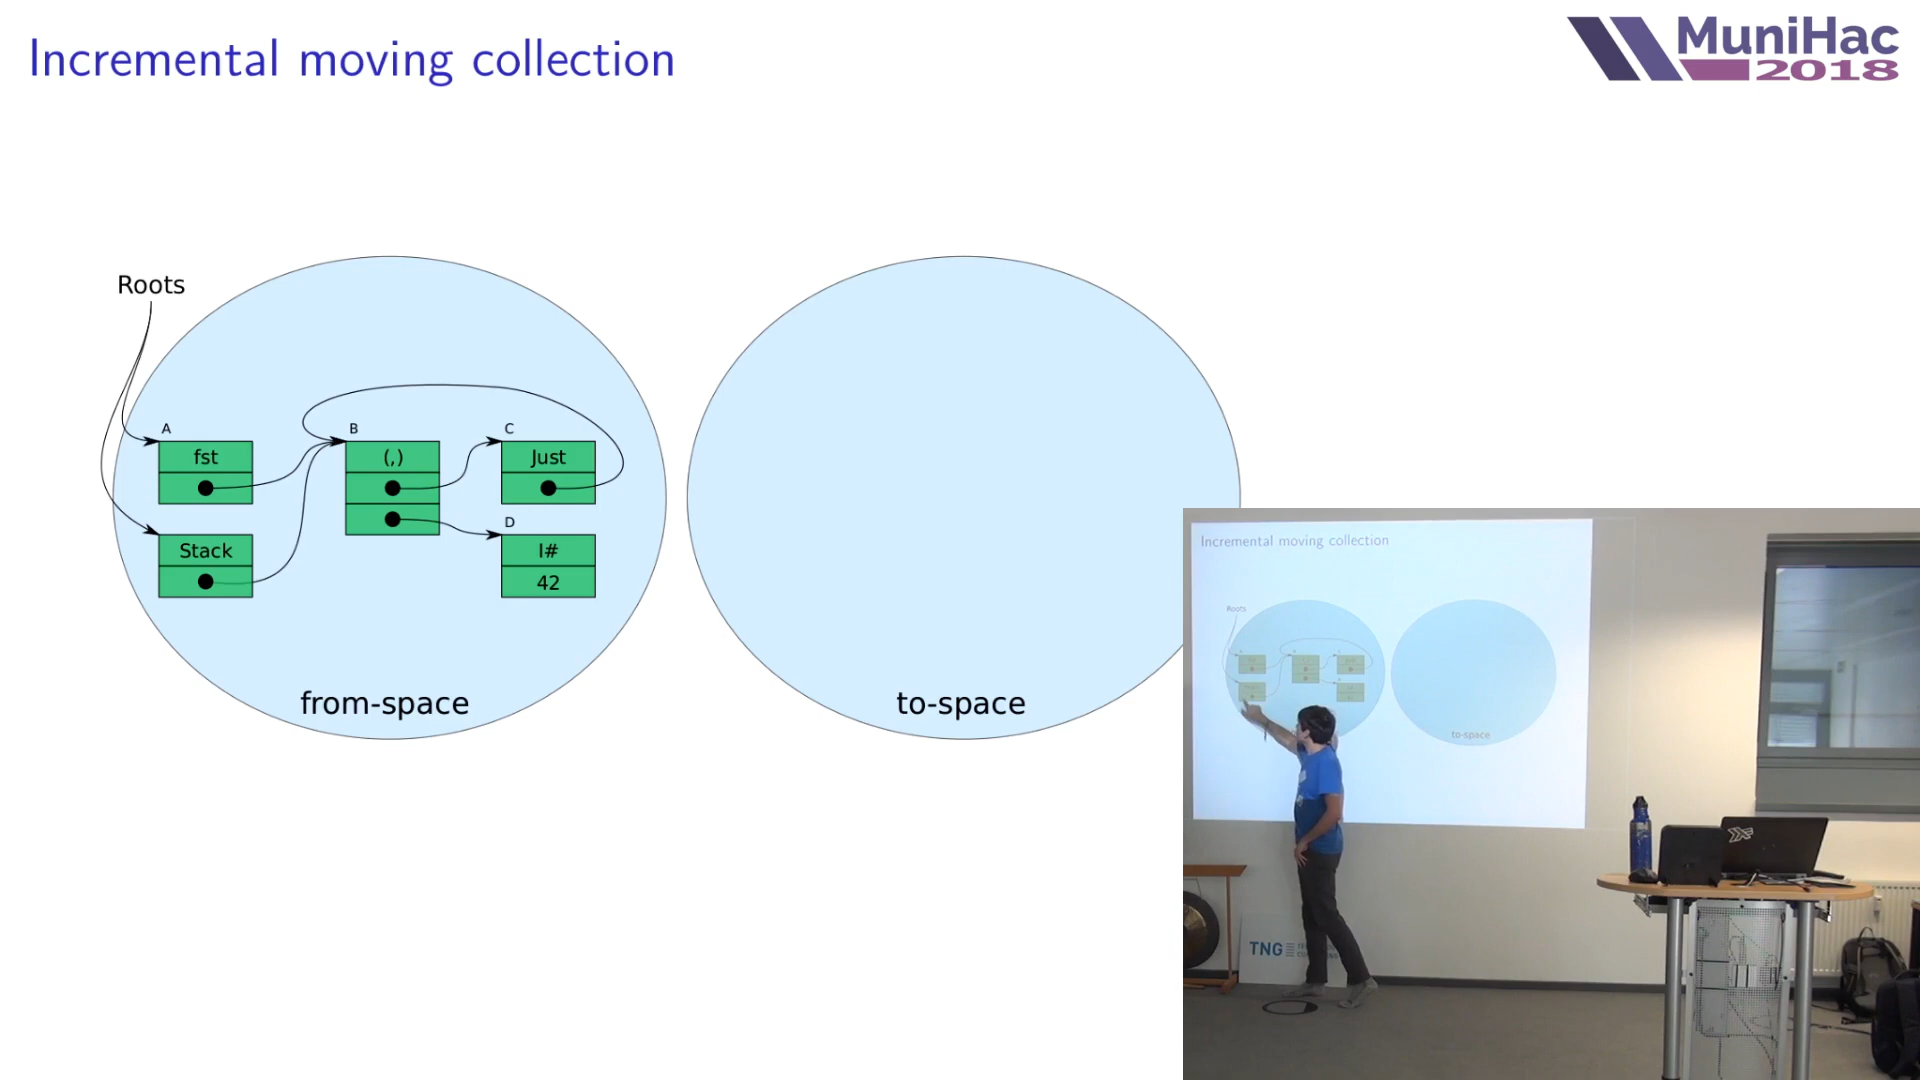 Incremental moving collection
MuniHac
2018
Roots
A
B
C
fst
(,)
Just
D
Stack
I#
42
from-space
to-space
Incremental moving collection
Roots
to-space
TNG